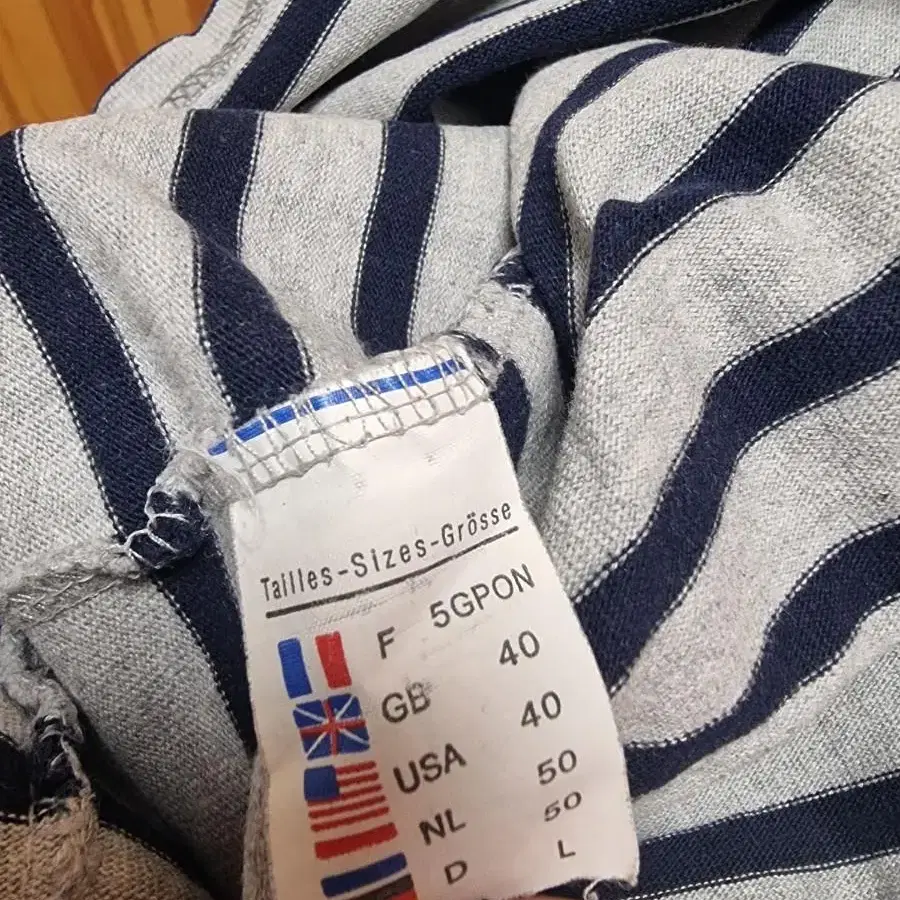 Tailles-Sizes-Grösse
F 5GPON
GB 40
USA 40
NL 50
D 50
L